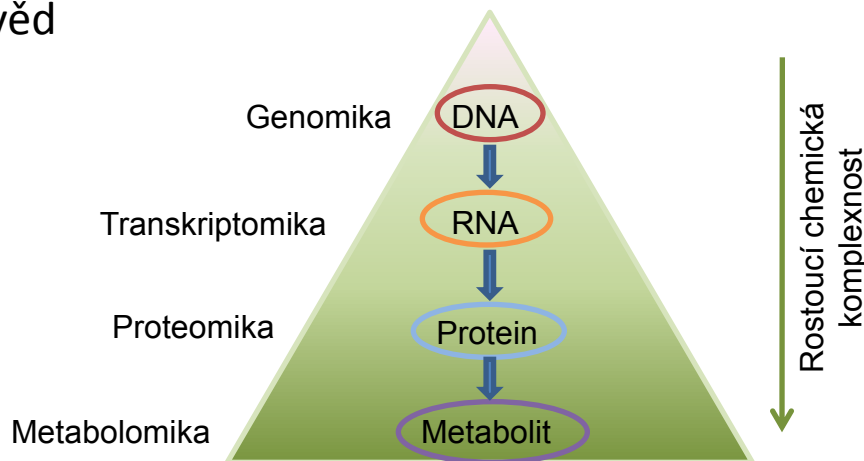 věd
Genomika
DNA
Transkriptomika
RNA
Proteomika
Protein
Metabolomika
Metabolit
Rostoucí chemická
komplexnost